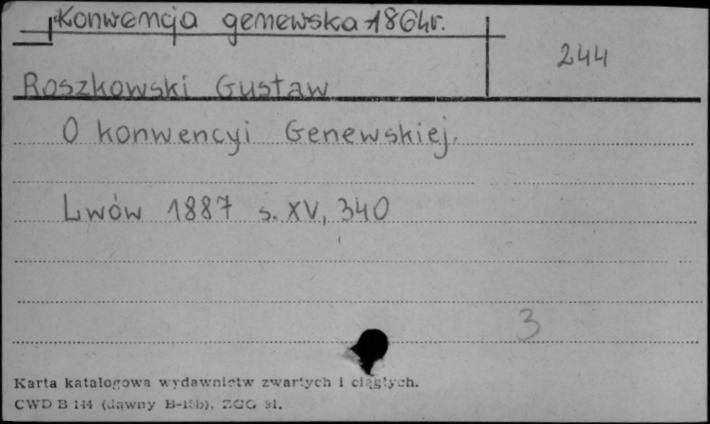 Konwencja genewska 1864r.
244
Roszkowski Gustaw
O konwencyi Genewskiej.
Lwów 1887 s. XV, 340
3
Karta katalogowa wydawnictw zwartych i ciągłych.
CWD B 144 (dawny B-15b). ZGG 91.